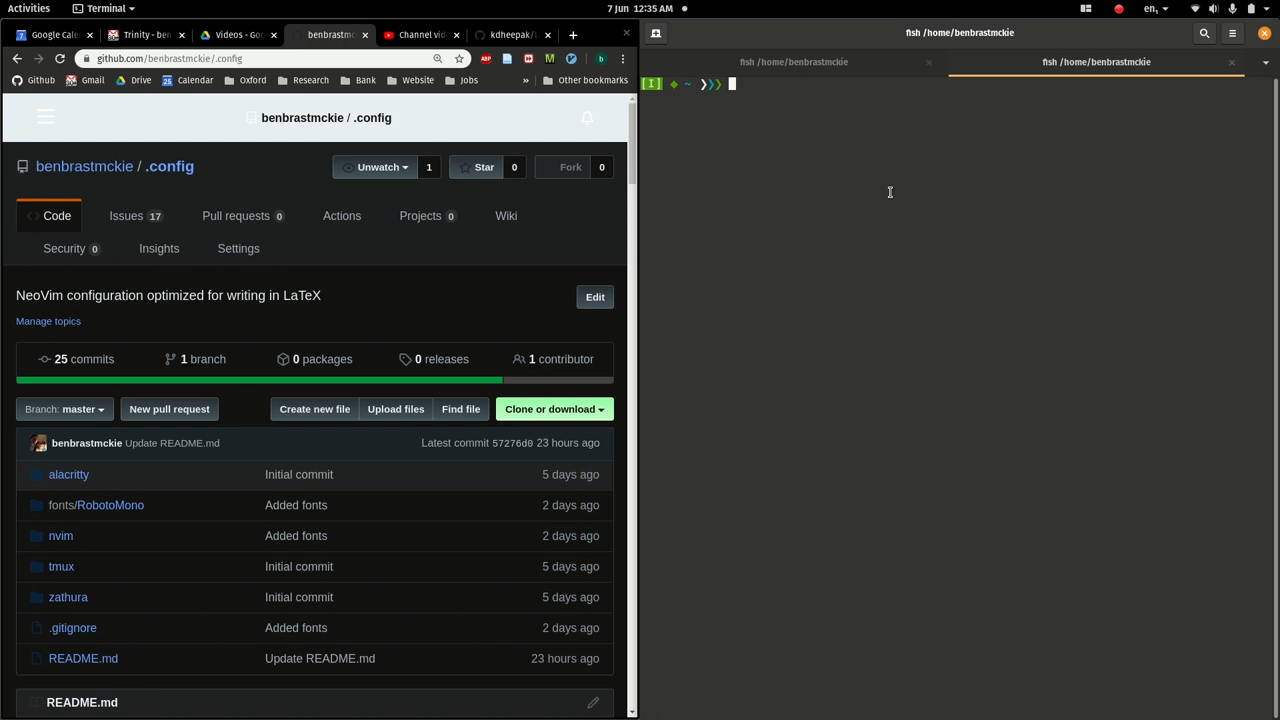 Activities Terminal 7 Jun 12:35 AM en₁
Google Cale Trinity - ben Videos - Goo benbrastmc Channel vid kdheepak/l
fish /home/benbrastmckie
github.com/benbrastmckie/.config
fish /home/benbrastmckie fish /home/benbrastmckie
Github Gmail Drive Calendar Oxford Research Bank Website Jobs » Other bookmarks
[I] ◆ ~ ❯❯❯
benbrastmckie / .config
benbrastmckie / .config Unwatch 1 Star 0 Fork 0
Code Issues 17 Pull requests 0 Actions Projects 0 Wiki
Security 0 Insights Settings
NeoVim configuration optimized for writing in LaTeX Edit
Manage topics
25 commits 1 branch 0 packages 0 releases 1 contributor
Branch: master New pull request Create new file Upload files Find file Clone or download
benbrastmckie Update README.md Latest commit 57276d0 23 hours ago
alacritty Initial commit 5 days ago
fonts/RobotoMono Added fonts 2 days ago
nvim Added fonts 2 days ago
tmux Initial commit 5 days ago
zathura Initial commit 5 days ago
.gitignore Added fonts 2 days ago
README.md Update README.md 23 hours ago
README.md